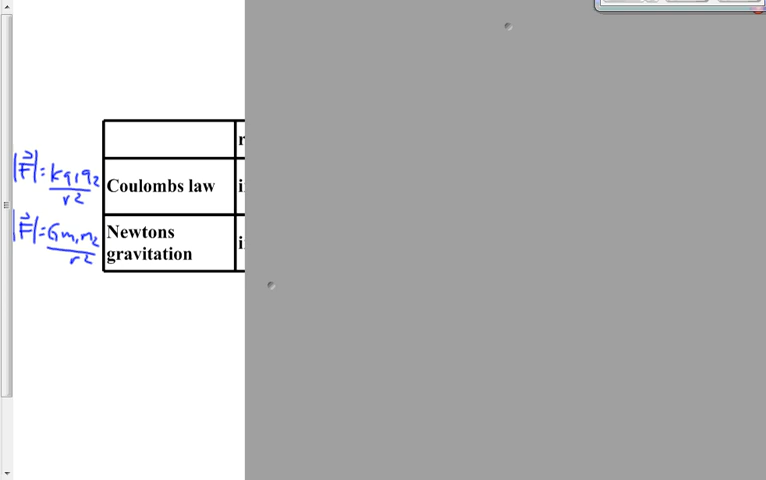 |F⃗|=kq₁q₂/r²
Coulombs law
|F⃗|=Gm₁m₂/r²
Newtons
gravitation